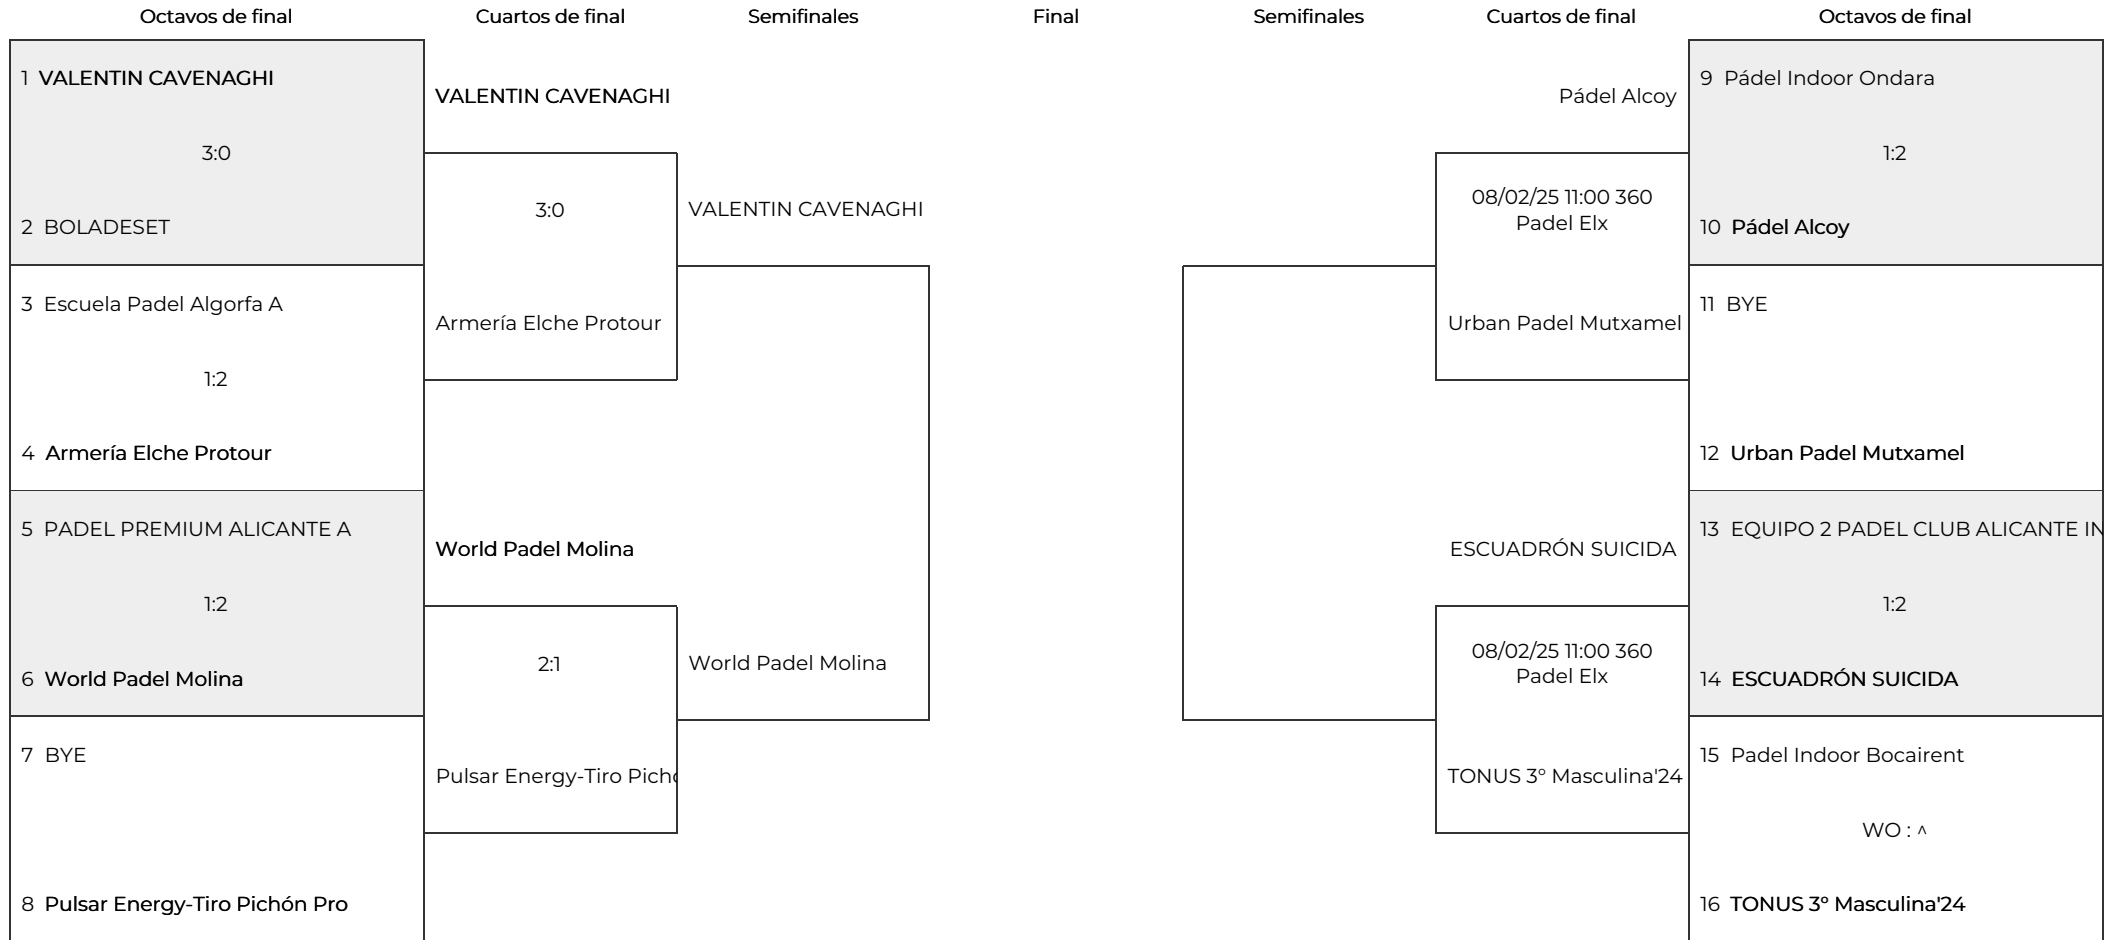 Octavos de final
Cuartos de final
Semifinales
Final
Semifinales
Cuartos de final
Octavos de final
1 VALENTIN CAVENAGHI
3:0
2 BOLADESET
3 Escuela Padel Algorfa A
1:2
4 Armería Elche Protour
5 PADEL PREMIUM ALICANTE A
1:2
6 World Padel Molina
7 BYE
8 Pulsar Energy-Tiro Pichón Pro
VALENTIN CAVENAGHI
3:0
Armería Elche Protour
World Padel Molina
2:1
Pulsar Energy-Tiro Pichó
VALENTIN CAVENAGHI
World Padel Molina
Pádel Alcoy
08/02/25 11:00 360
Padel Elx
Urban Padel Mutxamel
ESCUADRÓN SUICIDA
08/02/25 11:00 360
Padel Elx
TONUS 3º Masculina'24
9 Pádel Indoor Ondara
1:2
10 Pádel Alcoy
11 BYE
12 Urban Padel Mutxamel
13 EQUIPO 2 PADEL CLUB ALICANTE IN
1:2
14 ESCUADRÓN SUICIDA
15 Padel Indoor Bocairent
WO : ^
16 TONUS 3º Masculina'24